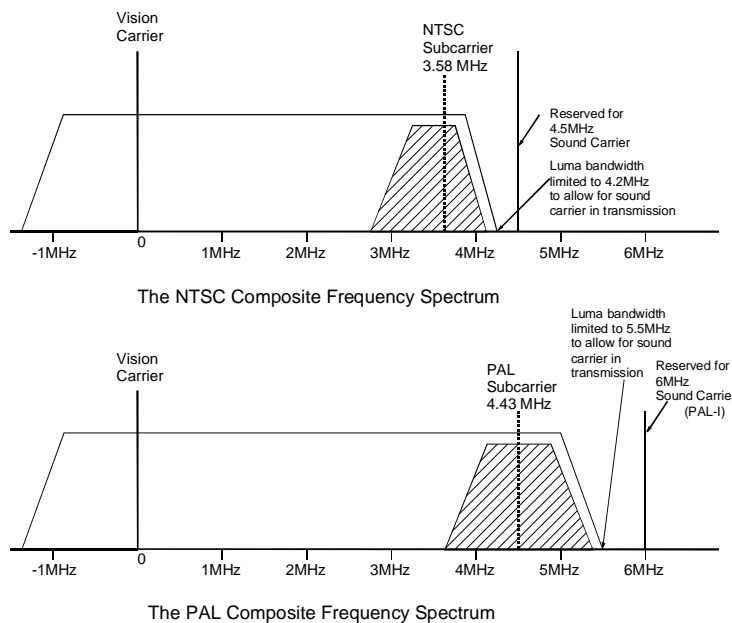 Vision
Carrier
NTSC
Subcarrier
3.58 MHz
Reserved for
4.5MHz
Sound Carrier
Luma bandwidth
limited to 4.2MHz
to allow for sound
carrier in transmission
-1MHz
0
1MHz
2MHz
3MHz
4MHz
5MHz
6MHz
The NTSC Composite Frequency Spectrum
Luma bandwidth
limited to 5.5MHz
to allow for sound
carrier in
transmission
Vision
Carrier
PAL
Subcarrier
4.43 MHz
Reserved for
6MHz
Sound Carrie
(PAL-I)
-1MHz
0
1MHz
2MHz
3MHz
4MHz
5MHz
6MHz
The PAL Composite Frequency Spectrum